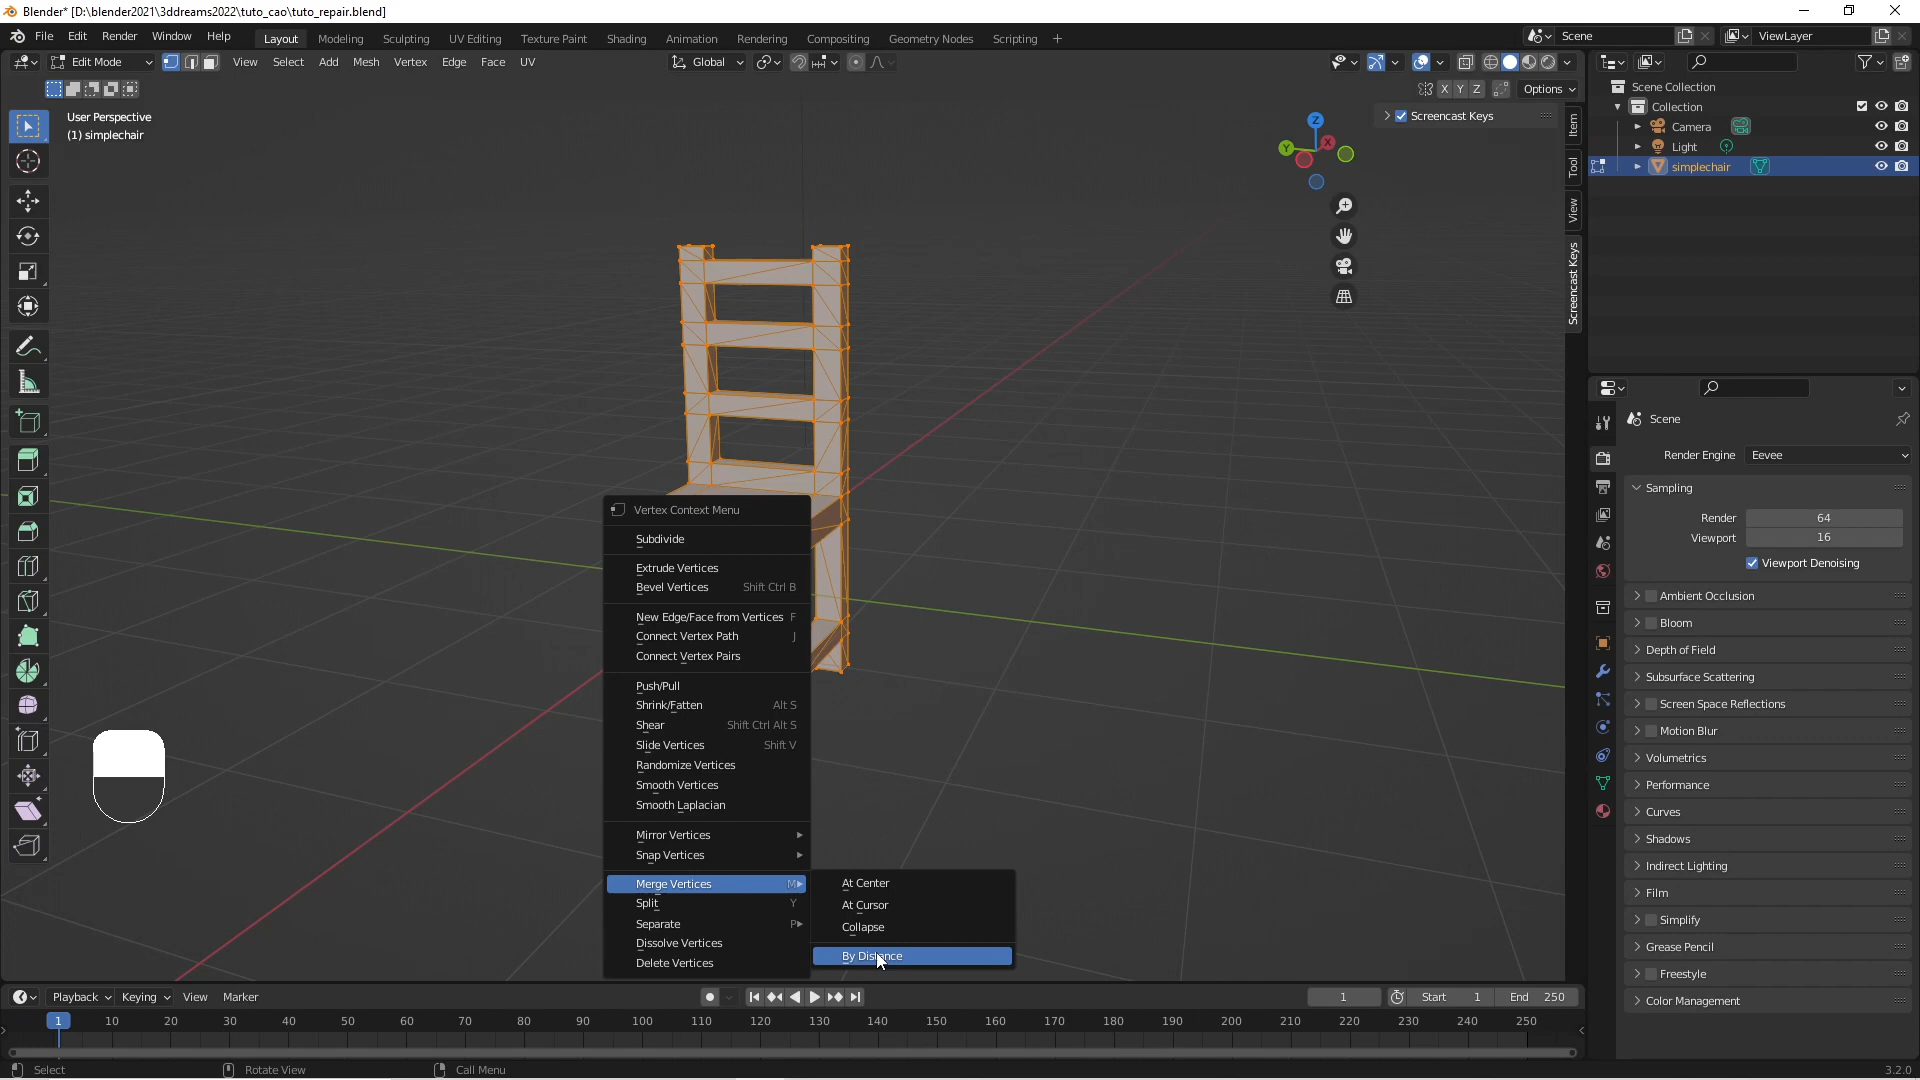 Blender* [D:\blender2021\3ddreams2022\tuto_cao\tuto_repair.blend]
File Edit Render Window Help Layout Modeling Sculpting UV Editing Texture Paint Shading Animation Rendering Compositing Geometry Nodes Scripting + Scene ViewLayer
Edit Mode View Select Add Mesh Vertex Edge Face UV Global
X Y Z Options
User Perspective
(1) simplechair
Screencast Keys
Z
Y X
Item
Tool
View
Screencast Keys
Scene Collection
Collection
Camera
Light
simplechair
Scene
Render Engine Eevee
Sampling
Render 64
Viewport 16
Viewport Denoising
Ambient Occlusion
Bloom
Depth of Field
Subsurface Scattering
Screen Space Reflections
Motion Blur
Volumetrics
Performance
Curves
Shadows
Indirect Lighting
Film
Simplify
Grease Pencil
Freestyle
Color Management
Vertex Context Menu
Subdivide
Extrude Vertices
Bevel Vertices Shift Ctrl B
New Edge/Face from Vertices F
Connect Vertex Path J
Connect Vertex Pairs
Push/Pull
Shrink/Fatten Alt S
Shear Shift Ctrl Alt S
Slide Vertices Shift V
Randomize Vertices
Smooth Vertices
Smooth Laplacian
Mirror Vertices
Snap Vertices
Merge Vertices M
Split Y
Separate P
Dissolve Vertices
Delete Vertices
At Center
At Cursor
Collapse
By Distance
Playback Keying View Marker 1 Start 1 End 250
1 10 20 30 40 50 60 70 80 90 100 110 120 130 140 150 160 170 180 190 200 210 220 230 240 250
Select Rotate View Call Menu 3.2.0